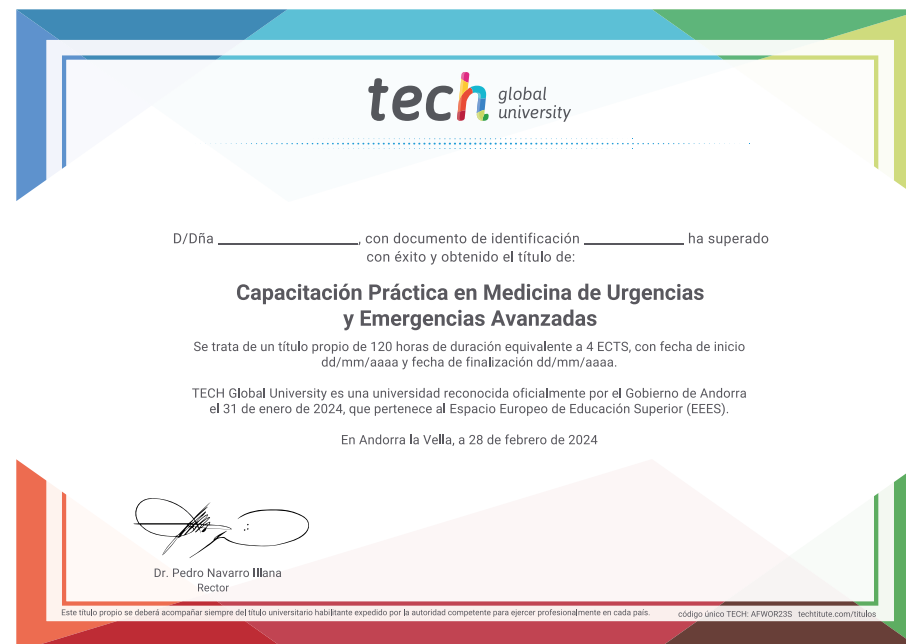 tech global university
D/Dña ____________________, con documento de identificación ______________ ha superado
con éxito y obtenido el título de:
Capacitación Práctica en Medicina de Urgencias
y Emergencias Avanzadas
Se trata de un título propio de 120 horas de duración equivalente a 4 ECTS, con fecha de inicio
dd/mm/aaaa y fecha de finalización dd/mm/aaaa.
TECH Global University es una universidad reconocida oficialmente por el Gobierno de Andorra
el 31 de enero de 2024, que pertenece al Espacio Europeo de Educación Superior (EEES).
En Andorra la Vella, a 28 de febrero de 2024
Dr. Pedro Navarro Illana
Rector
Este título propio se deberá acompañar siempre del título universitario habilitante expedido por la autoridad competente para ejercer profesionalmente en cada país.
código único TECH: AFWOR23S techtitute.com/titulos